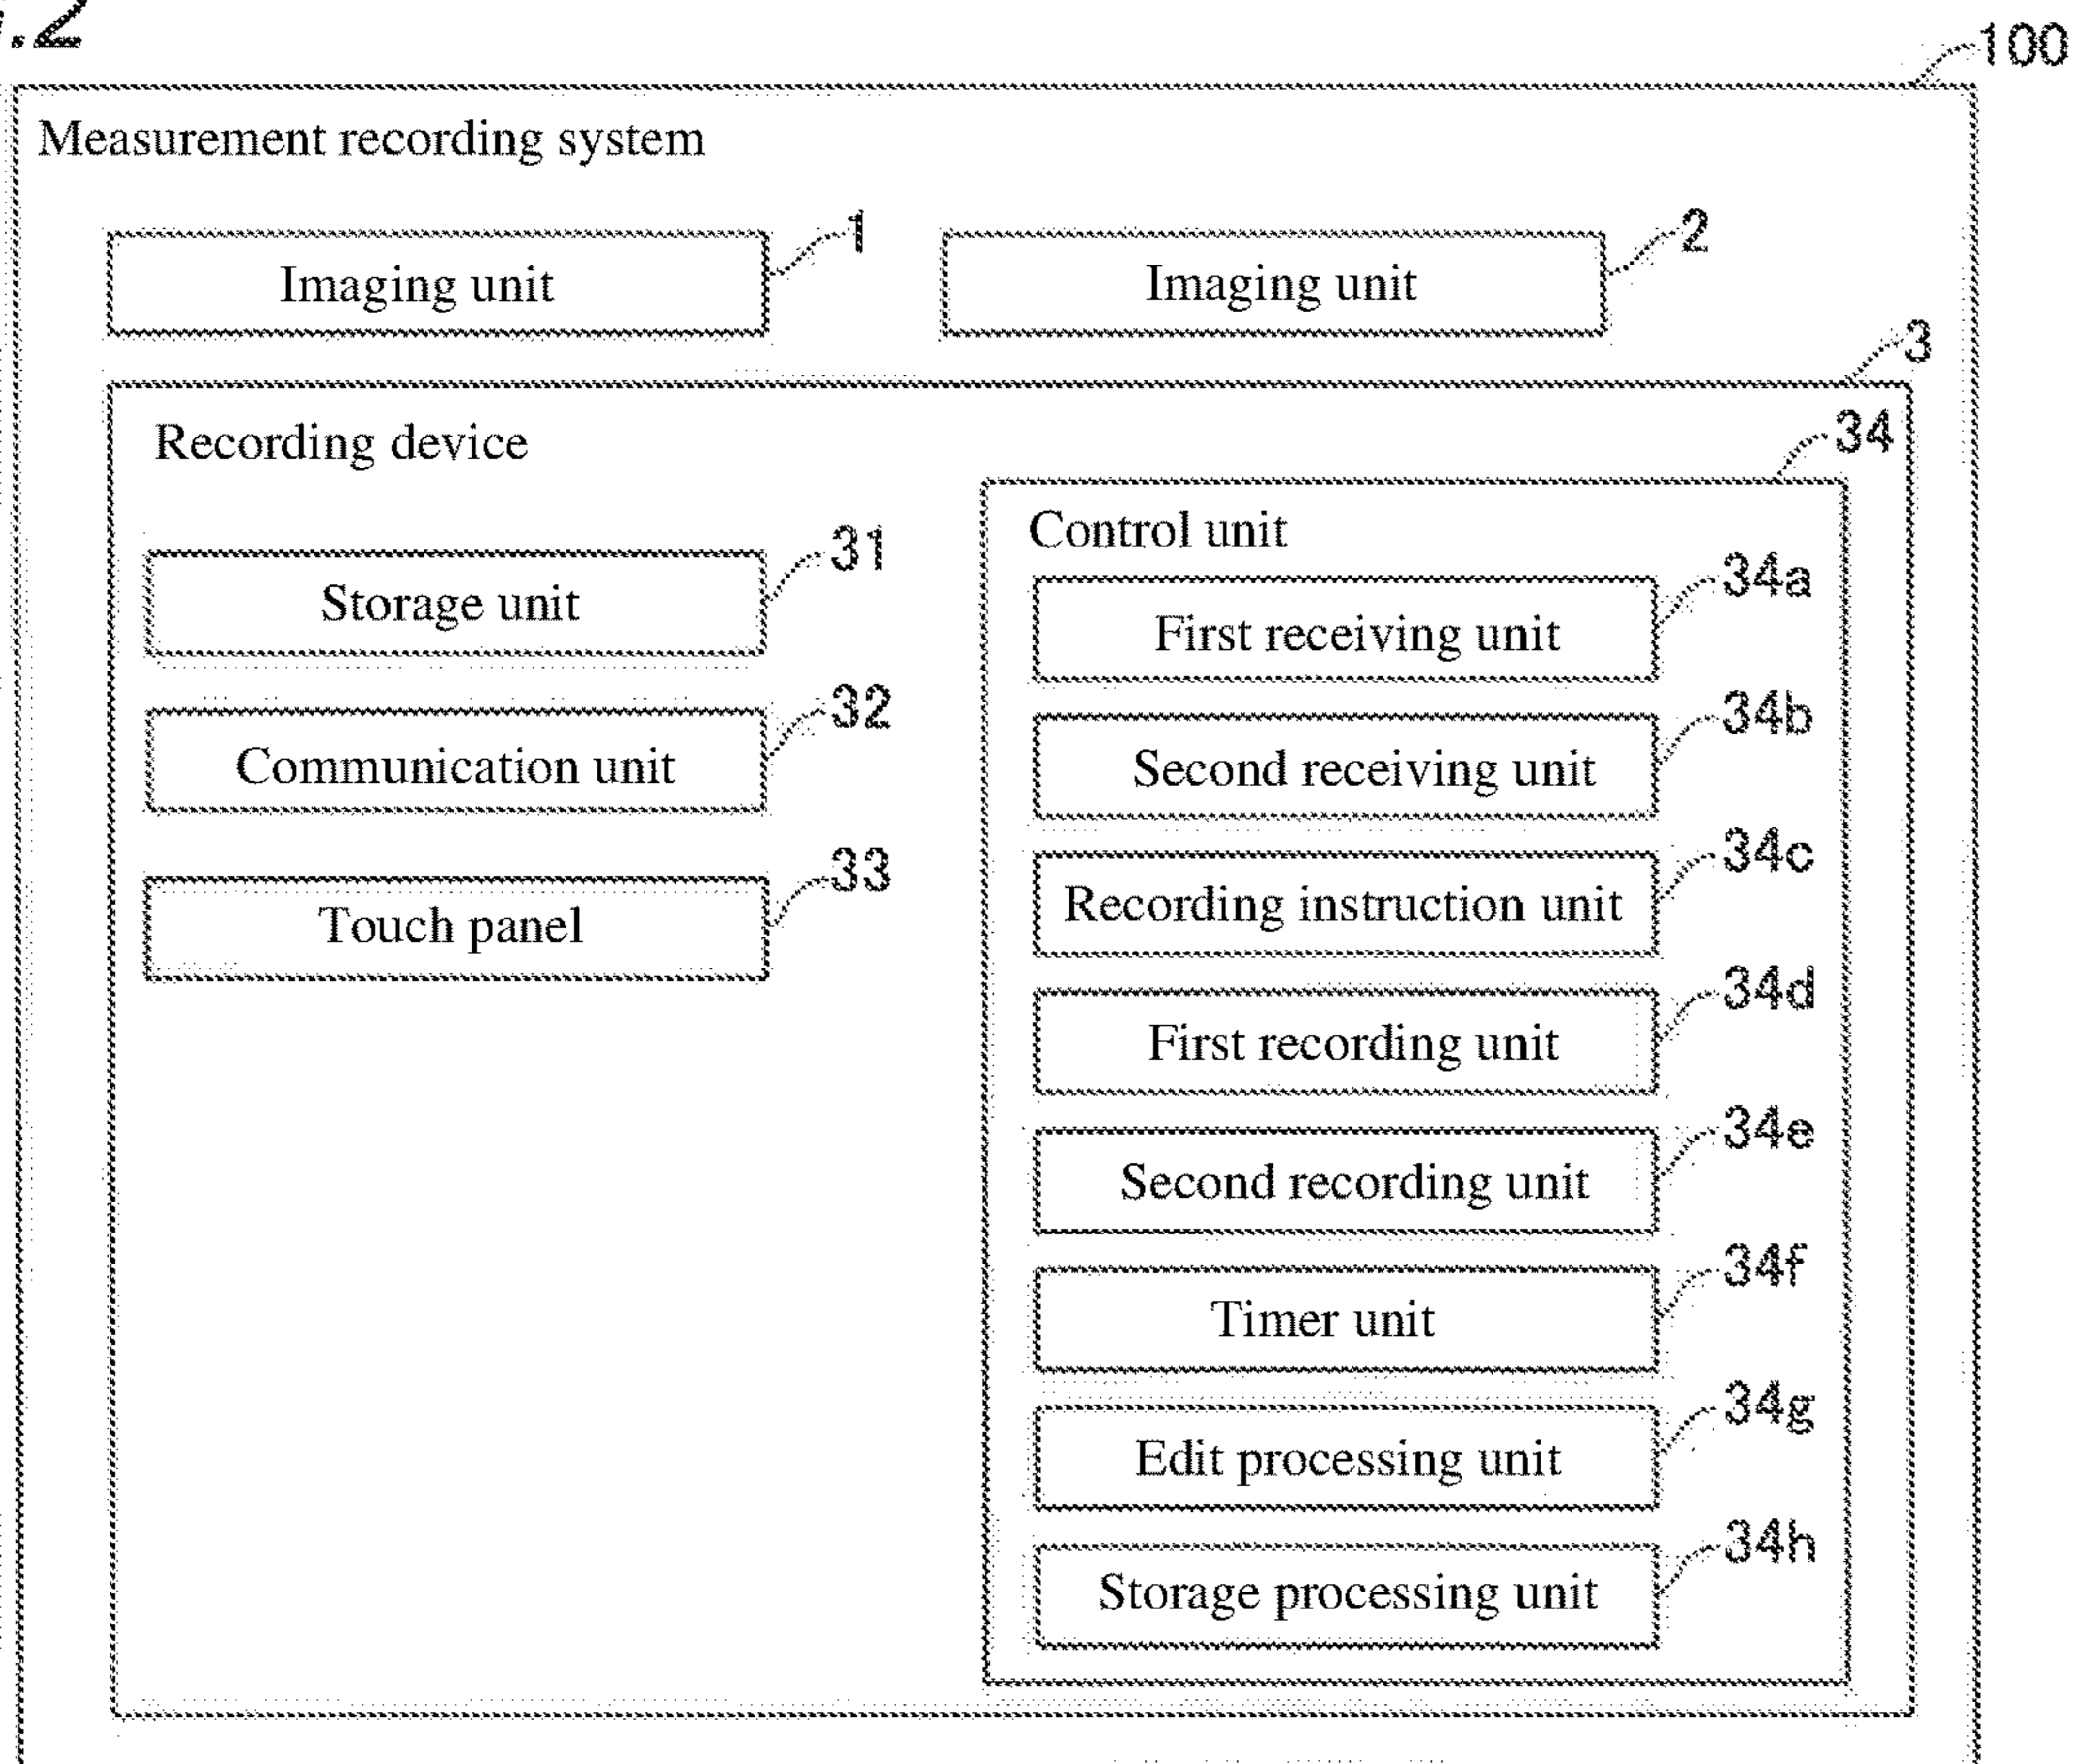 .2
100
Measurement recording system
1
2
Imaging unit
Imaging unit
3
Recording device
34
Control unit
31
Storage unit
34a
First receiving unit
32
Communication unit
34b
Second receiving unit
33
Touch panel
34c
Recording instruction unit
34d
First recording unit
34e
Second recording unit
34f
Timer unit
34g
Edit processing unit
34h
Storage processing unit